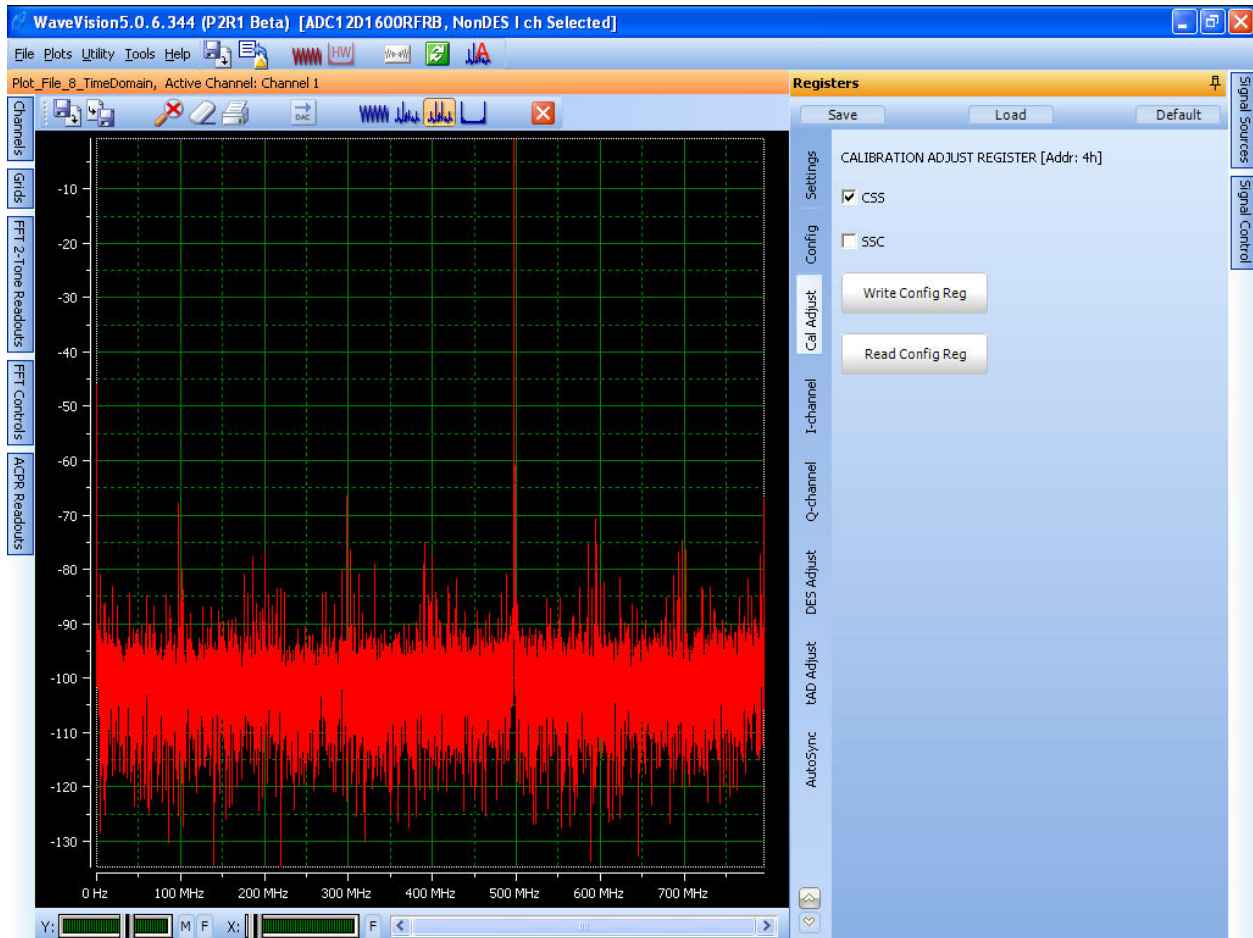 WaveVision5.0.6.344 (P2R1 Beta) [ADC12D1600RFRB, NonDES I ch Selected]
File Plots Utility Tools Help HW A
Plot_File_8_TimeDomain, Active Channel: Channel 1
DAC
Channels
Grids
FFT 2-Tone Readouts
FFT Controls
ACPR Readouts
-10
-20
-30
-40
-50
-60
-70
-80
-90
-100
-110
-120
-130
0 Hz 100 MHz 200 MHz 300 MHz 400 MHz 500 MHz 600 MHz 700 MHz
Y: M F X: F
Registers
Save Load Default
Settings
Config
Cal Adjust
I-channel
Q-channel
DES Adjust
tAD Adjust
AutoSync
CALIBRATION ADJUST REGISTER [Addr: 4h]
CSS
SSC
Write Config Reg
Read Config Reg
Signal Sources
Signal Control